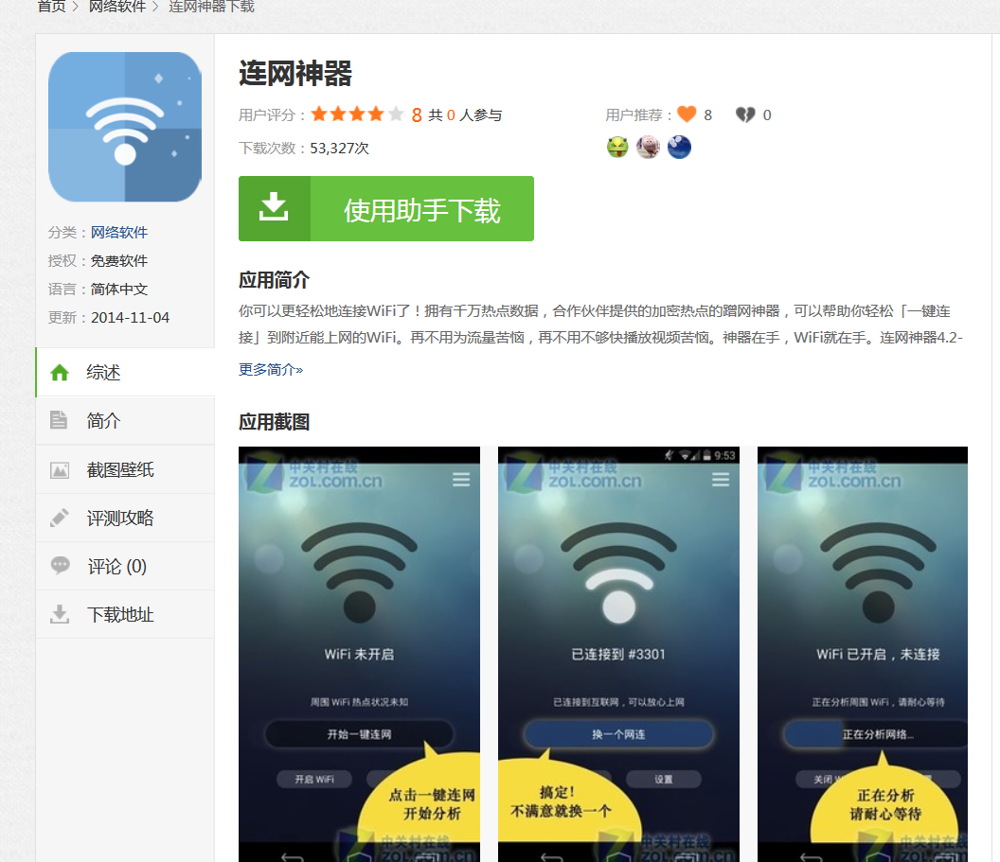 首页 > 网络软件 > 连网神器下载
连网神器
用户评分：8 共 0 人参与
用户推荐：8 0
下载次数：53,327次
使用助手下载
分类：网络软件
授权：免费软件
语言：简体中文
更新：2014-11-04
综述
简介
截图壁纸
评测攻略
评论 (0)
下载地址
应用简介
你可以更轻松地连接WiFi了！拥有千万热点数据，合作伙伴提供的加密热点的蹭网神器，可以帮助你轻松「一键连
接」到附近能上网的WiFi。再不用为流量苦恼，再不用不够快播放视频苦恼。神器在手，WiFi就在手。连网神器4.2-
更多简介»
应用截图
中关村在线
ZOL.com.cn
WiFi 未开启
周围 WiFi 热点状况未知
开始一键连网
开启 WiFi
点击一键连网
开始分析
中关村在线
9:53
中关村在线
ZOL.com.cn
已连接到 #3301
已连接到互联网，可以放心上网
换一个网连
设置
搞定！
不满意就换一个
中关村在线
ZOL.com.cn
中关村在线
ZOL.com.cn
WiFi 已开启，未连接
正在分析周围 WiFi，请耐心等待
正在分析网络...
关闭
正在分析
请耐心等待
中关村在线